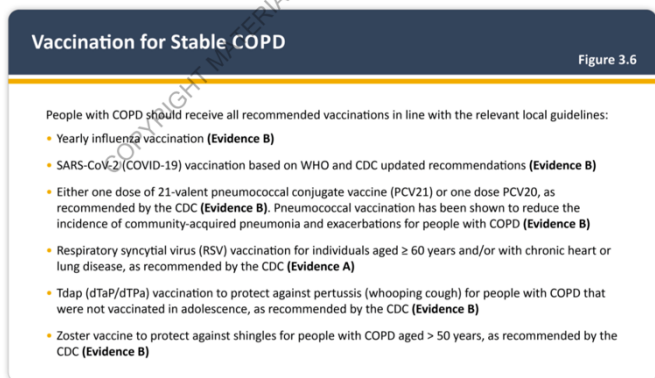 Vaccination for Stable COPD
Figure 3.6
COPYRIGHT MATERIA
People with COPD should receive all recommended vaccinations in line with the relevant local guidelines:
• Yearly influenza vaccination (Evidence B)
• SARS-CoV-2 (COVID-19) vaccination based on WHO and CDC updated recommendations (Evidence B)
• Either one dose of 21-valent pneumococcal conjugate vaccine (PCV21) or one dose PCV20, as
recommended by the CDC (Evidence B). Pneumococcal vaccination has been shown to reduce the
incidence of community-acquired pneumonia and exacerbations for people with COPD (Evidence B)
• Respiratory syncytial virus (RSV) vaccination for individuals aged ≥ 60 years and/or with chronic heart or
lung disease, as recommended by the CDC (Evidence A)
• Tdap (dTaP/dTPa) vaccination to protect against pertussis (whooping cough) for people with COPD that
were not vaccinated in adolescence, as recommended by the CDC (Evidence B)
• Zoster vaccine to protect against shingles for people with COPD aged > 50 years, as recommended by the
CDC (Evidence B)